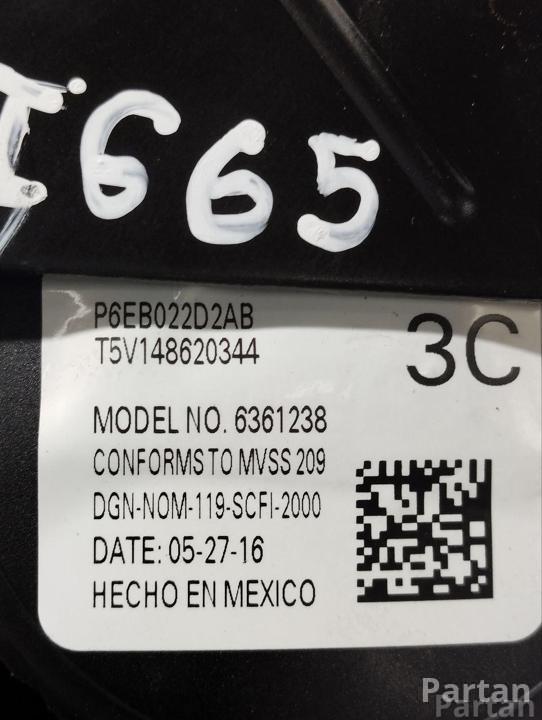 I665
P6EB022D2AB
T5V148620344
3C
MODEL NO. 6361238
CONFORMS TO MVSS 209
DGN-NOM-119-SCFI-2000
DATE: 05-27-16
HECHO EN MEXICO
Partan
Partan